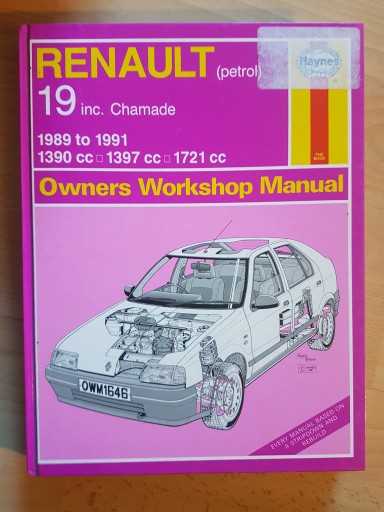 RENAULT (petrol)
Haynes
19 inc. Chamade
1989 to 1991
1390 cc □ 1397 cc □ 1721 cc
THE BOOK
Owners Workshop Manual
OWM164G
EVERY MANUAL BASED ON
A STRIPDOWN AND
REBUILD